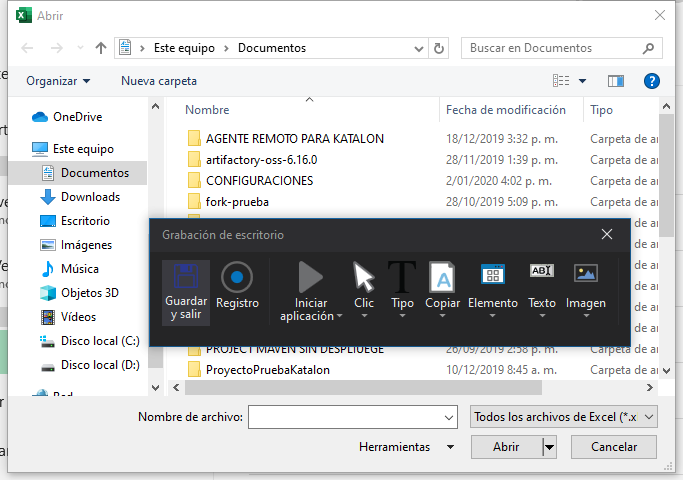 Abrir
Este equipo
Documentos
Buscar en Documentos
Organizar
Nueva carpeta
Nombre
Fecha de modificación
Tipo
OneDrive
Este equipo
Documentos
Downloads
Escritorio
Imágenes
Música
Objetos 3D
Vídeos
Disco local (C:)
Disco local (D:)
AGENTE REMOTO PARA KATALON 18/12/2019 3:32 p. m. Carpeta de ar
artifactory-oss-6.16.0 28/11/2019 1:39 p. m. Carpeta de ar
CONFIGURACIONES 2/01/2020 4:02 p. m. Carpeta de ar
fork-prueba 28/10/2019 5:09 p. m. Carpeta de ar
Grabación de escritorio
Guardar y salir
Registro
Iniciar aplicación
Clic
Tipo
Copiar
Elemento
Texto
Imagen
PROJECT MAVEN SIN DESPLIEGUE 26/09/2019 2:58 p. m. Carpeta de ar
ProyectoPruebaKatalon 10/12/2019 8:45 a. m. Carpeta de ar
Nombre de archivo:
Todos los archivos de Excel (*.x
Herramientas
Abrir
Cancelar